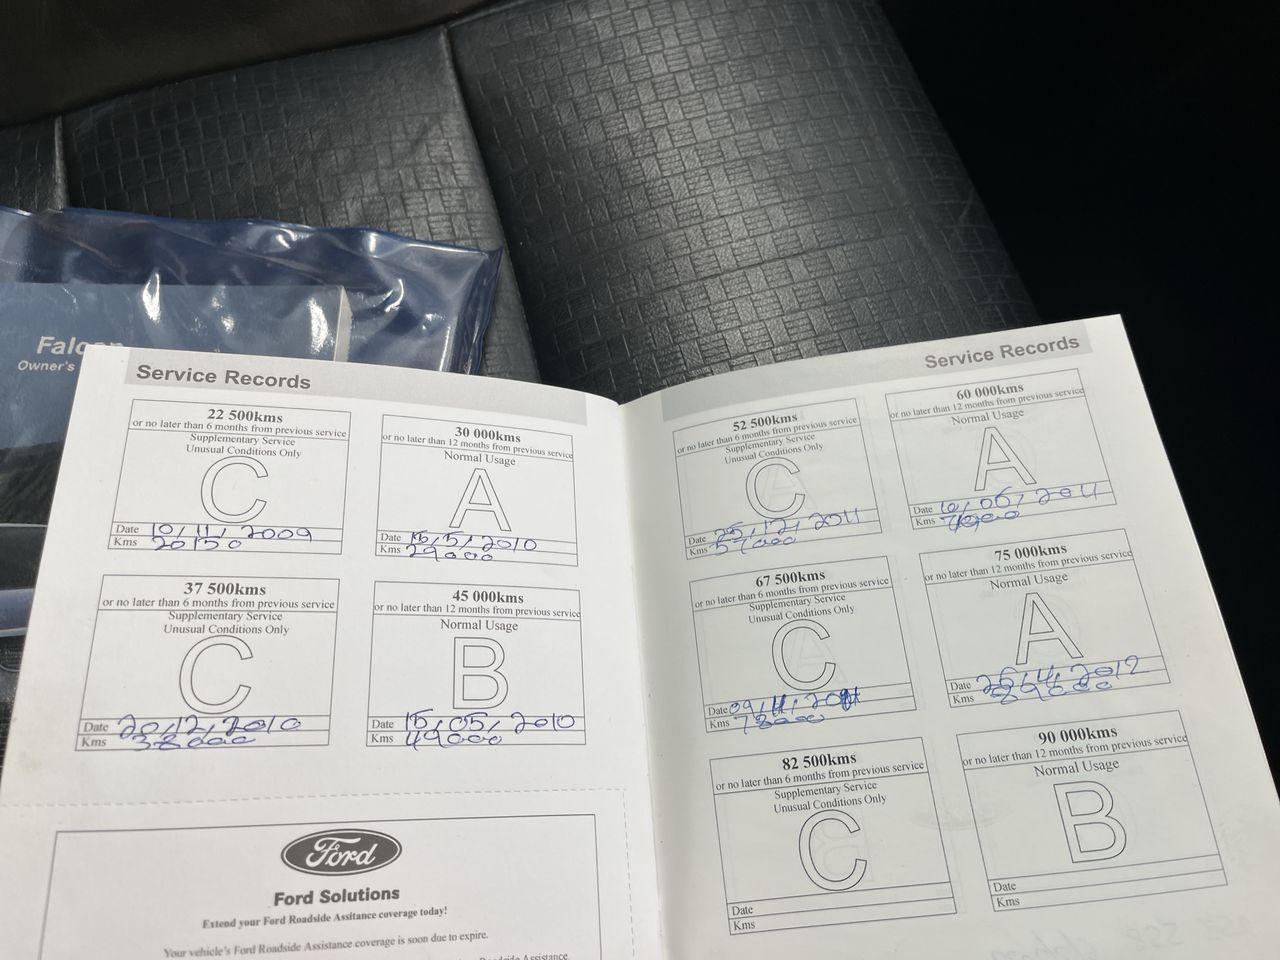 Falcon
Owner's
Service Records
22 500kms
or no later than 6 months from previous service
Supplementary Service
Unusual Conditions Only
C
Date 10/11/2009
Kms 20150
30 000kms
or no later than 12 months from previous service
Normal Usage
A
Date 15/5/2010
Kms 29000
37 500kms
or no later than 6 months from previous service
Supplementary Service
Unusual Conditions Only
C
Date 20/12/2010
Kms 38000
45 000kms
or no later than 12 months from previous service
Normal Usage
B
Date 15/05/2010
Kms 49000
Ford
Ford Solutions
Extend your Ford Roadside Assitance coverage today!
Your vehicle's Ford Roadside Assistance coverage is soon due to expire.
Roadside Assistance
Service Records
52 500kms
or no later than 6 months from previous service
Supplementary Service
Unusual Conditions Only
C
Date 25/12/2011
Kms
60 000kms
or no later than 12 months from previous service
Normal Usage
A
Date
Kms
67 500kms
or no later than 6 months from previous service
Supplementary Service
Unusual Conditions Only
C
Date
Kms 78000
75 000kms
or no later than 12 months from previous service
Normal Usage
A
Date
Kms 89000
82 500kms
or no later than 6 months from previous service
Supplementary Service
Unusual Conditions Only
C
Date
Kms
90 000kms
or no later than 12 months from previous service
Normal Usage
B
Date
Kms